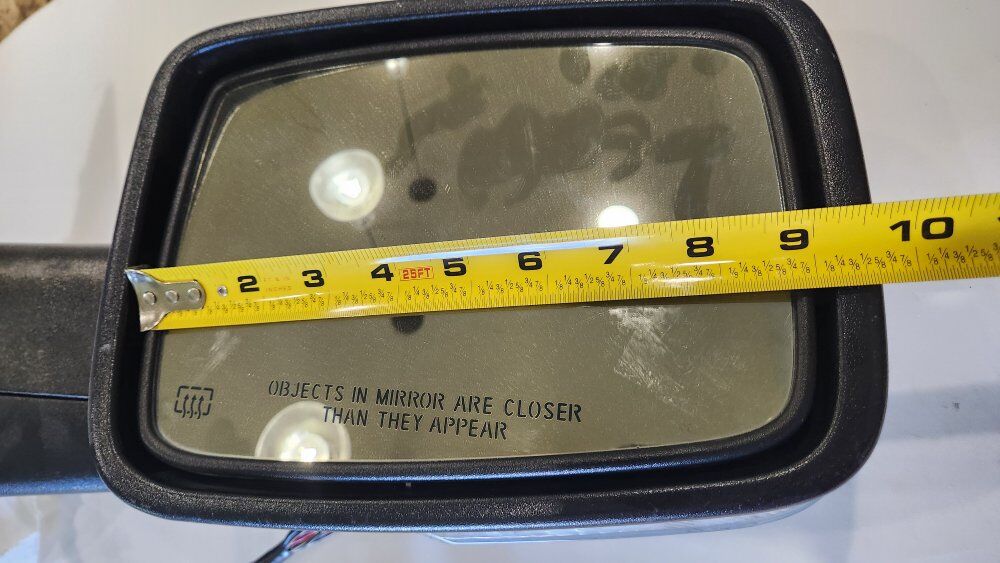 2 3 4 25FT 5 6 7 8 9 10
OBJECTS IN MIRROR ARE CLOSER
THAN THEY APPEAR